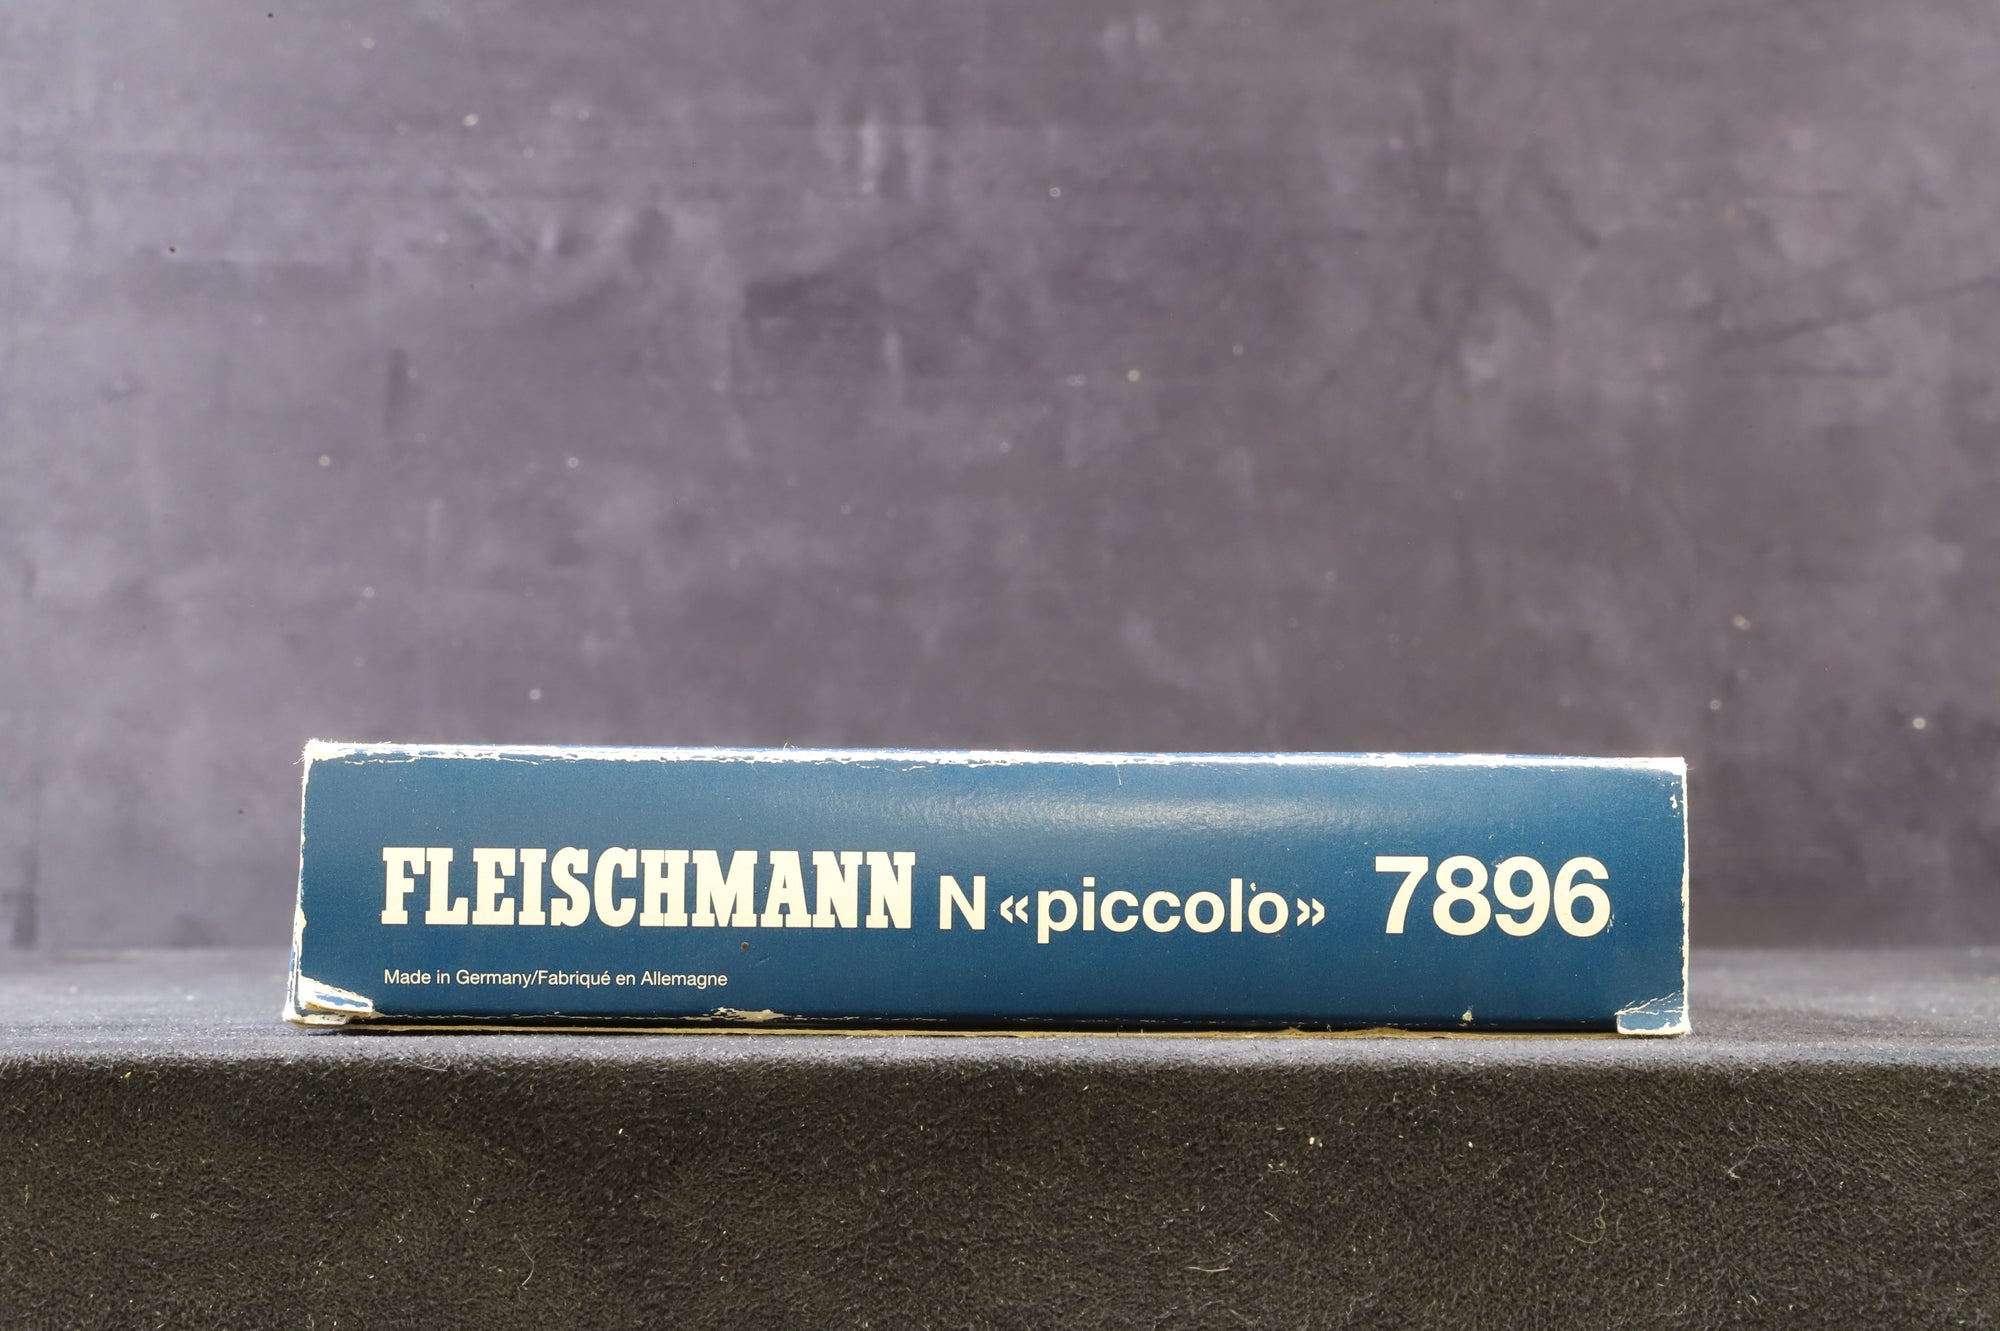 FLEISCHMANN N «piccolo» 7896
Made in Germany/Fabriqué en Allemagne